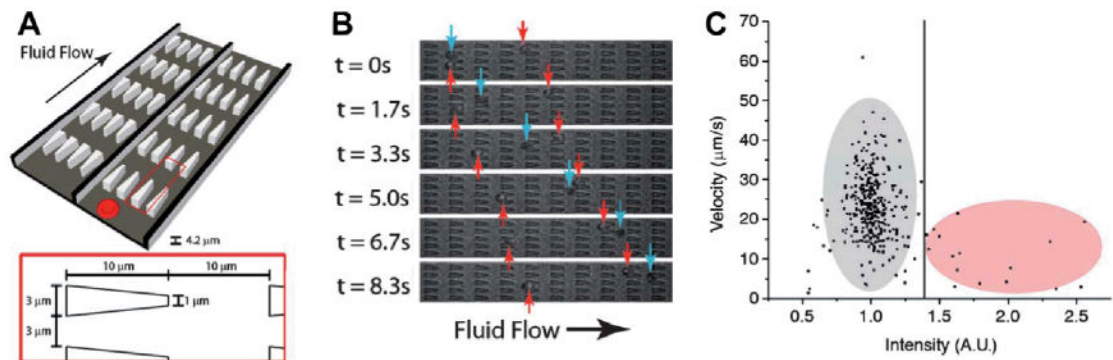 A
Fluid Flow
4.2 μm
10 μm 10 μm
3 μm 1 μm
3 μm
B
t = 0s
t = 1.7s
t = 3.3s
t = 5.0s
t = 6.7s
t = 8.3s
Fluid Flow
C
Velocity (μm/s)
70
60
50
40
30
20
10
0
0.5 1.0 1.5 2.0 2.5
Intensity (A.U.)